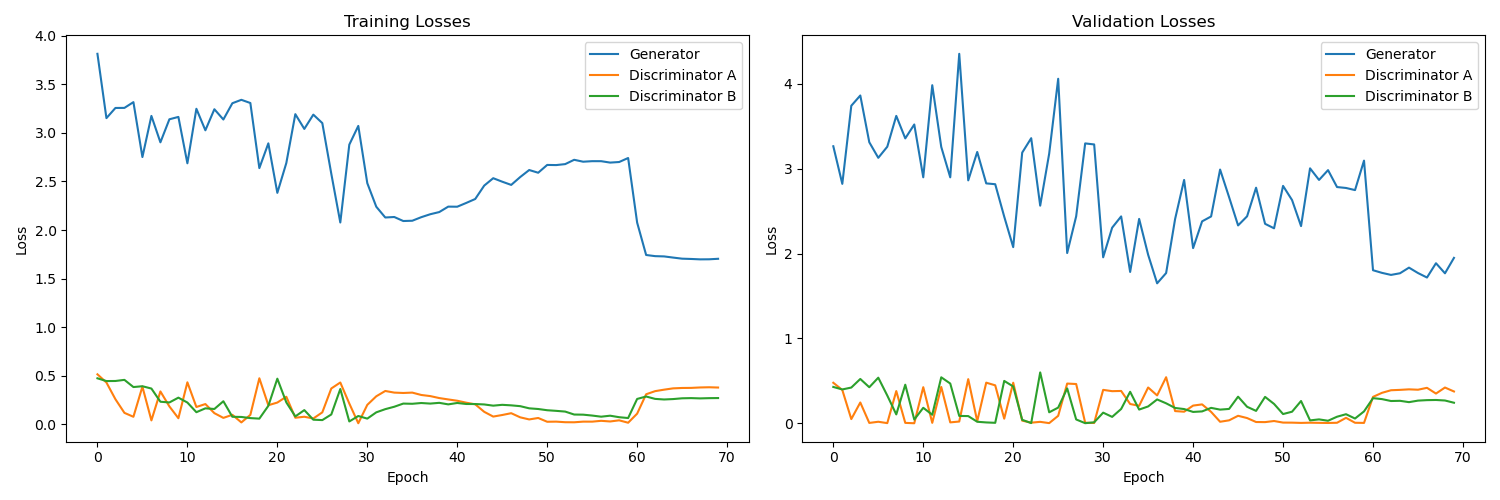 Training Losses
4.0
3.5
3.0
2.5
2.0
1.5
1.0
0.5
0.0
Loss
0 10 20 30 40 50 60 70
Epoch
Generator
Discriminator A
Discriminator B
Validation Losses
4
3
2
1
0
Loss
0 10 20 30 40 50 60 70
Epoch
Generator
Discriminator A
Discriminator B